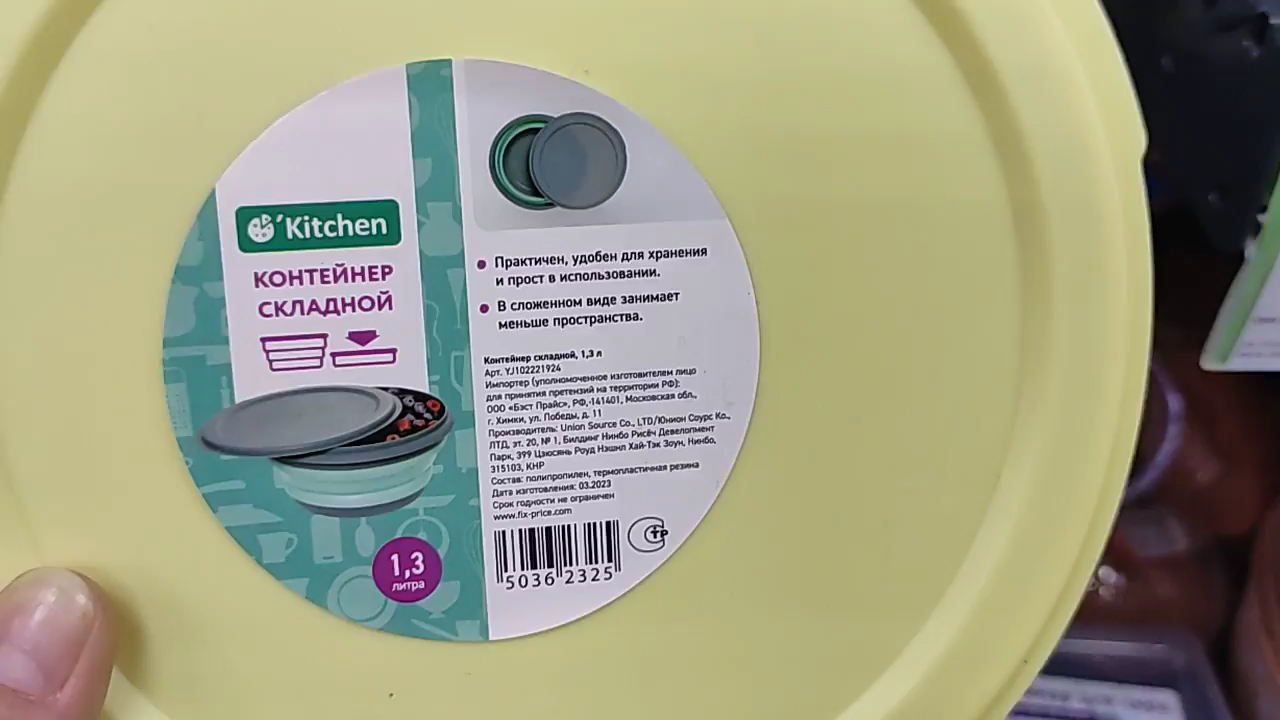 'Kitchen
КОНТЕЙНЕР
СКЛАДНОЙ
1,3
литра
Практичен, удобен для хранения
и прост в использовании.
В сложенном виде занимает
меньше пространства.
Контейнер складной, 1,3 л
Арт. YJ102221924
Импортер (уполномоченное изготовителем лицо
для принятия претензий на территории РФ):
ООО «Бэст Прайс», РФ, 141401, Московская обл.,
г. Химки, ул. Победы, д. 11
Производитель: Union Source Co., LTD/Юнион Соурс Ко.,
ЛТД, эт. 20, № 1, Билдинг Нинбо Рисёч Девелопмент
Парк, 399 Цзюсянь Роуд Нэшнл Хай-Тэк Зоун, Нинбо,
315103, КНР
Состав: полипропилен, термопластичная резина
Дата изготовления: 03.2023
Срок годности не ограничен
www.fix-price.com
5036 2325
СТР